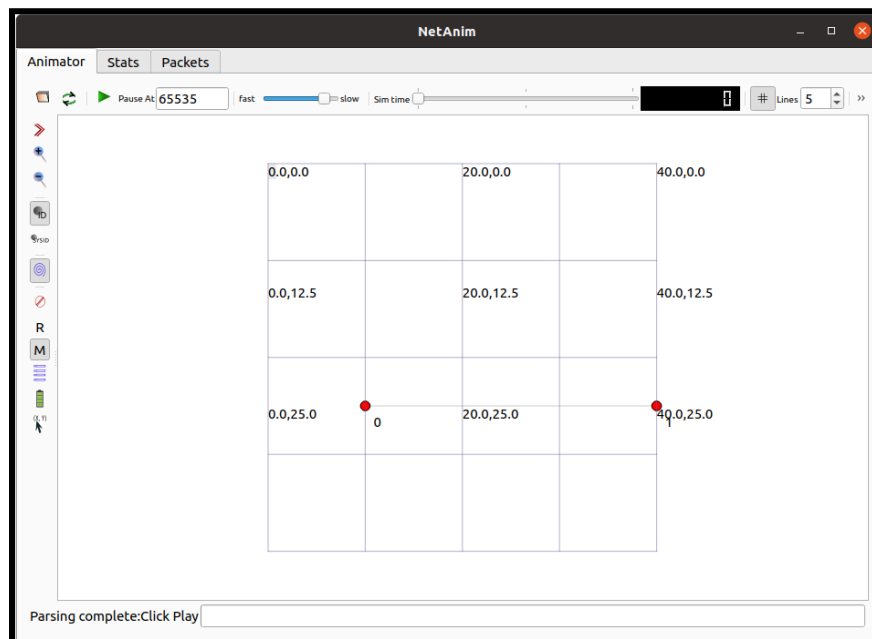 NetAnim
Animator Stats Packets
Pause At 65535 fast slow Sim time 0 # Lines 5 »
ID
SYSID
R
M
(X, Y)
0.0,0.0 20.0,0.0 40.0,0.0
0.0,12.5 20.0,12.5 40.0,12.5
0.0,25.0 20.0,25.0 40.0,25.0
0 1
Parsing complete:Click Play